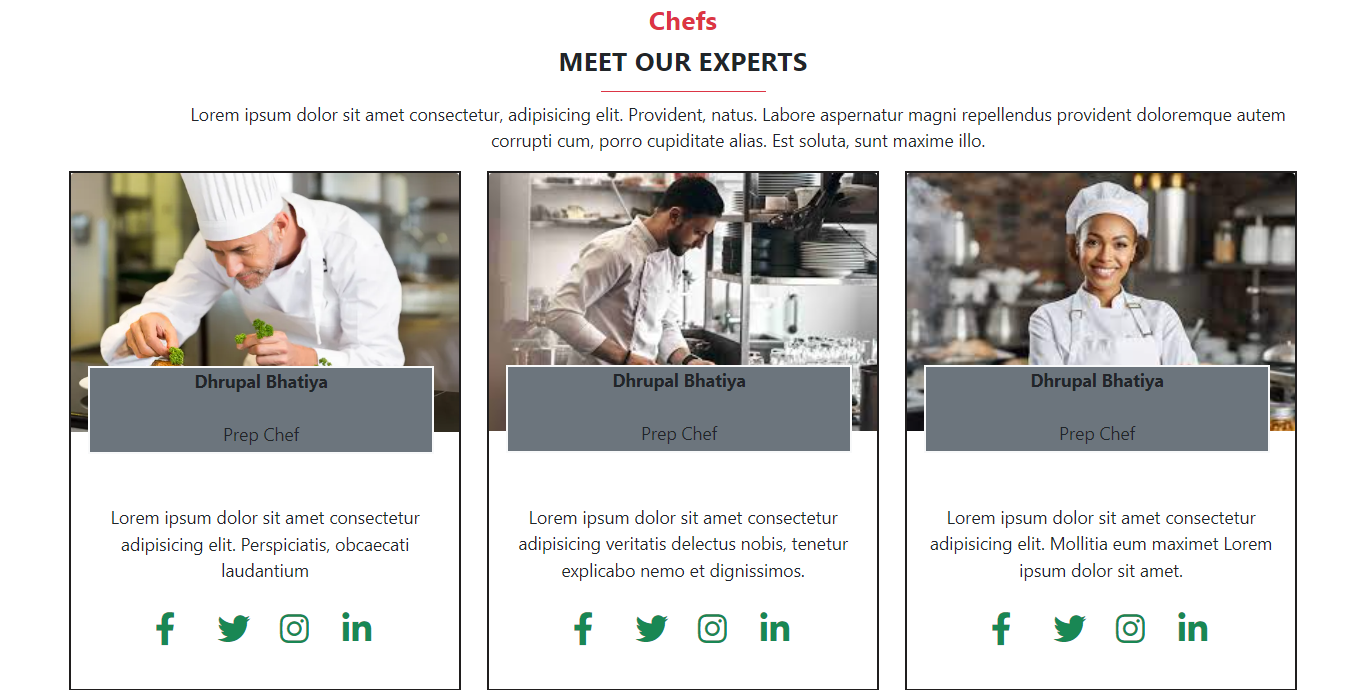 Chefs
MEET OUR EXPERTS
Lorem ipsum dolor sit amet consectetur, adipisicing elit. Provident, natus. Labore aspernatur magni repellendus provident doloremque autem
corrupti cum, porro cupiditate alias. Est soluta, sunt maxime illo.
Dhrupal Bhatiya
Prep Chef
Lorem ipsum dolor sit amet consectetur
adipisicing elit. Perspiciatis, obcaecati
laudantium
Dhrupal Bhatiya
Prep Chef
Lorem ipsum dolor sit amet consectetur
adipisicing veritatis delectus nobis, tenetur
explicabo nemo et dignissimos.
Dhrupal Bhatiya
Prep Chef
Lorem ipsum dolor sit amet consectetur
adipisicing elit. Mollitia eum maximet Lorem
ipsum dolor sit amet.